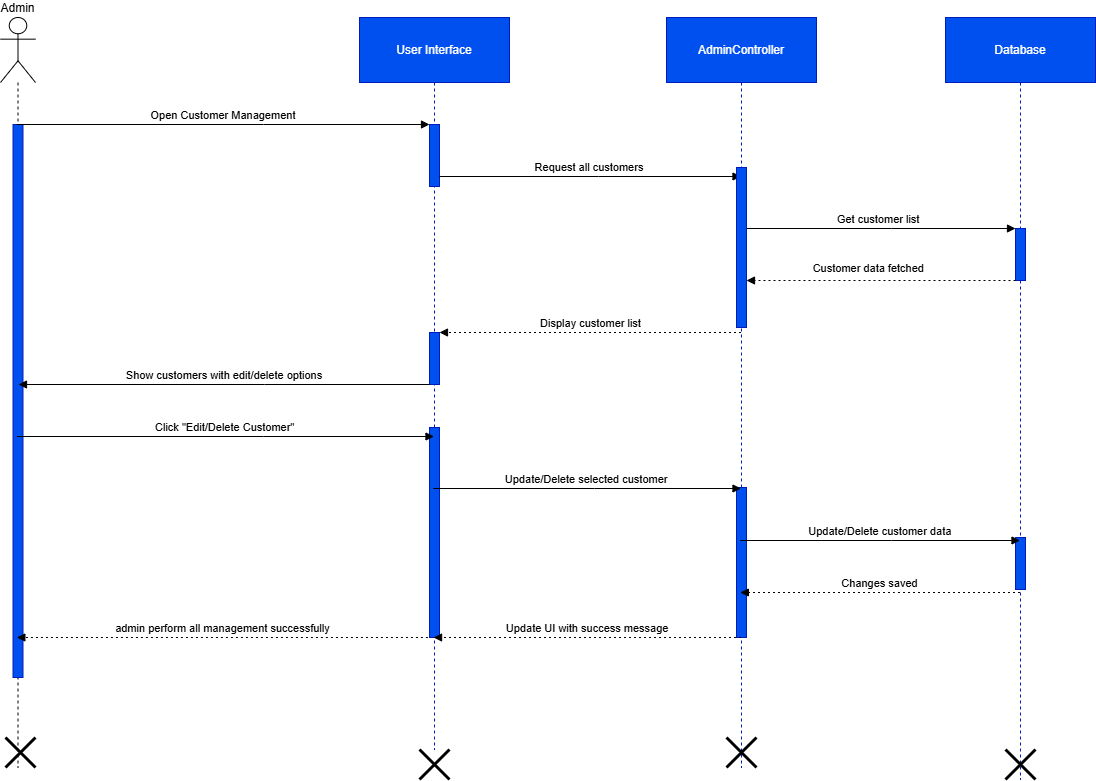 Admin
User Interface
AdminController
Database
Open Customer Management
Request all customers
Get customer list
Customer data fetched
Display customer list
Show customers with edit/delete options
Click "Edit/Delete Customer"
Update/Delete selected customer
Update/Delete customer data
Changes saved
admin perform all management successfully
Update UI with success message